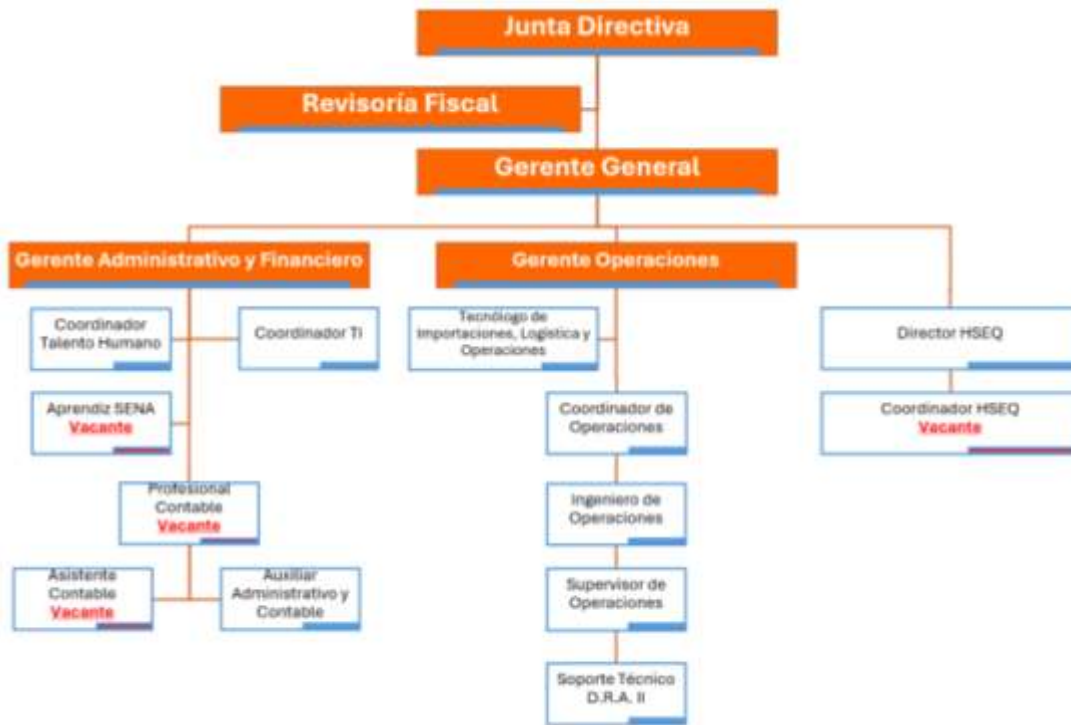 Junta Directiva
Revisoría Fiscal
Gerente General
Gerente Administrativo y Financiero
Gerente Operaciones
Coordinador
Talento Humano
Coordinador TI
Tecnólogo de
Importaciones, Logística y
Operaciones
Director HSEQ
Aprendiz SENA
Vacante
Coordinador de
Operaciones
Coordinador HSEQ
Vacante
Profesional
Contable
Vacante
Ingeniero de
Operaciones
Asistente
Contable
Vacante
Auxiliar
Administrativo y
Contable
Supervisor de
Operaciones
Soporte Técnico
D.R.A. II